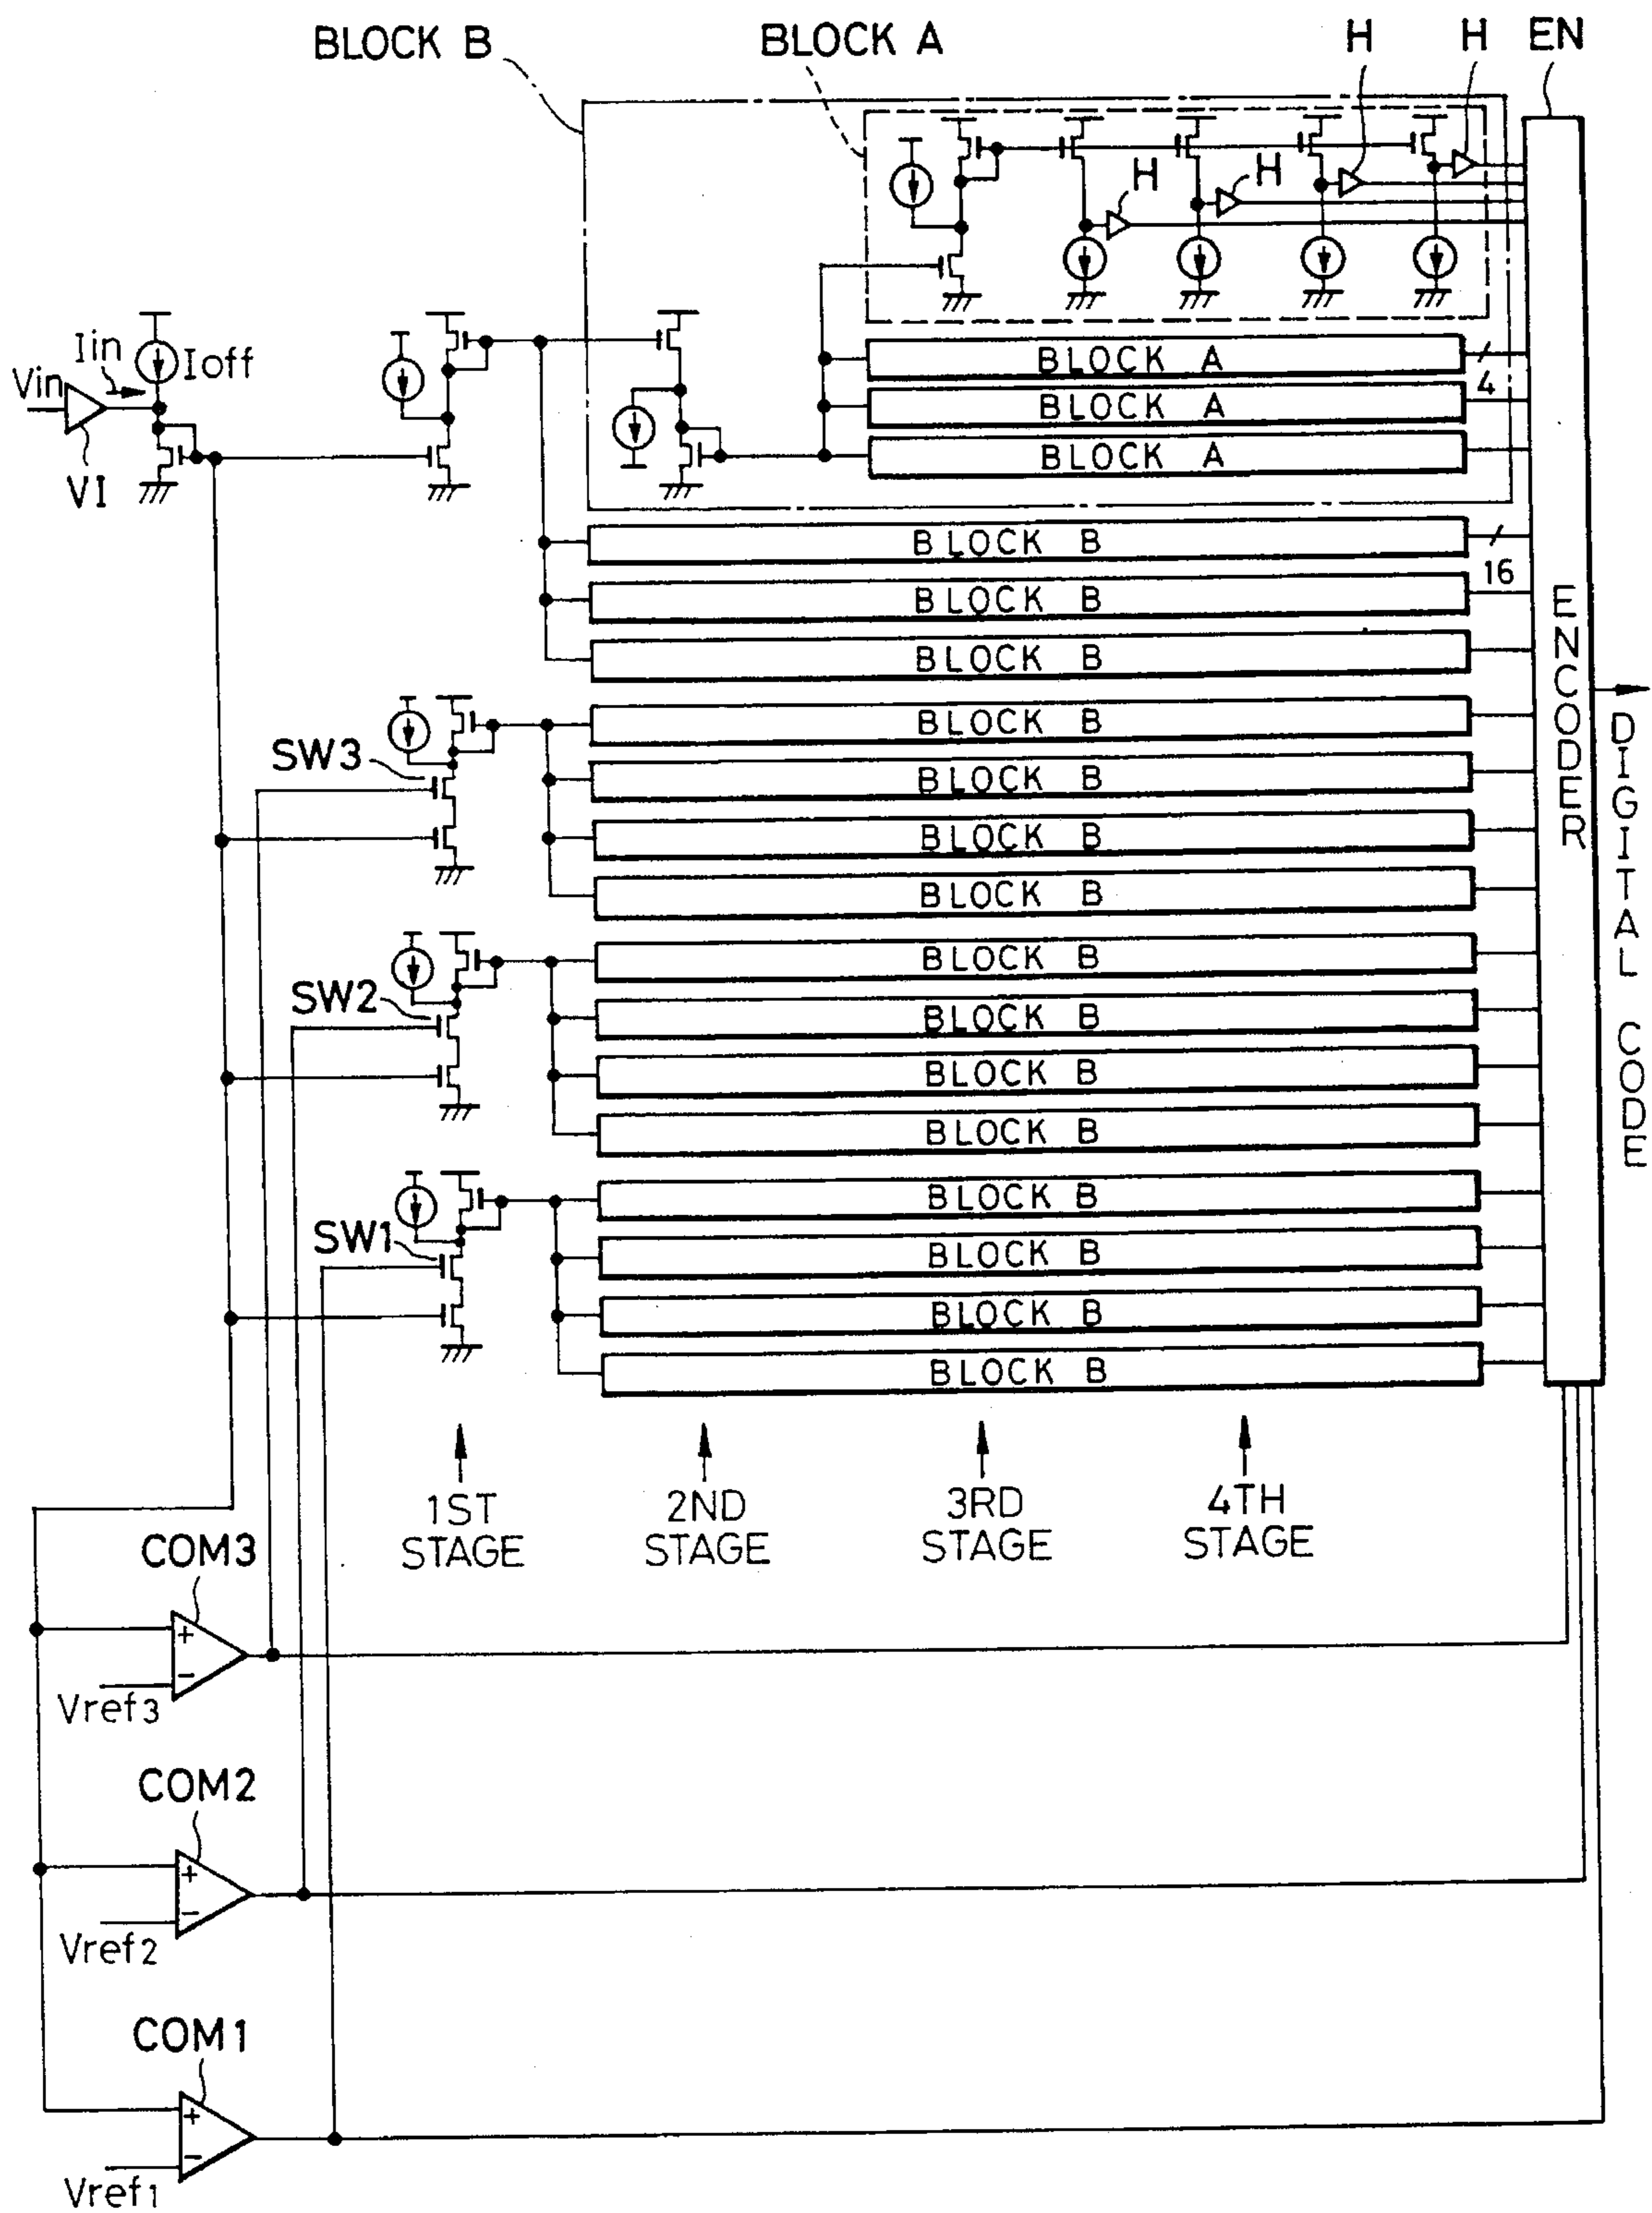 BLOCK B
BLOCK A
H
H
EN
H
H
Iin
Ioff
Vin
VI
BLOCK A
4
BLOCK A
BLOCK A
BLOCK B
16
BLOCK B
BLOCK B
BLOCK B
SW3
BLOCK B
BLOCK B
BLOCK B
BLOCK B
SW2
BLOCK B
BLOCK B
BLOCK B
BLOCK B
SW1
BLOCK B
BLOCK B
BLOCK B
ENCODER
DIGITAL CODE
1ST STAGE
2ND STAGE
3RD STAGE
4TH STAGE
COM3
+
−
Vref3
COM2
+
−
Vref2
COM1
+
−
Vref1